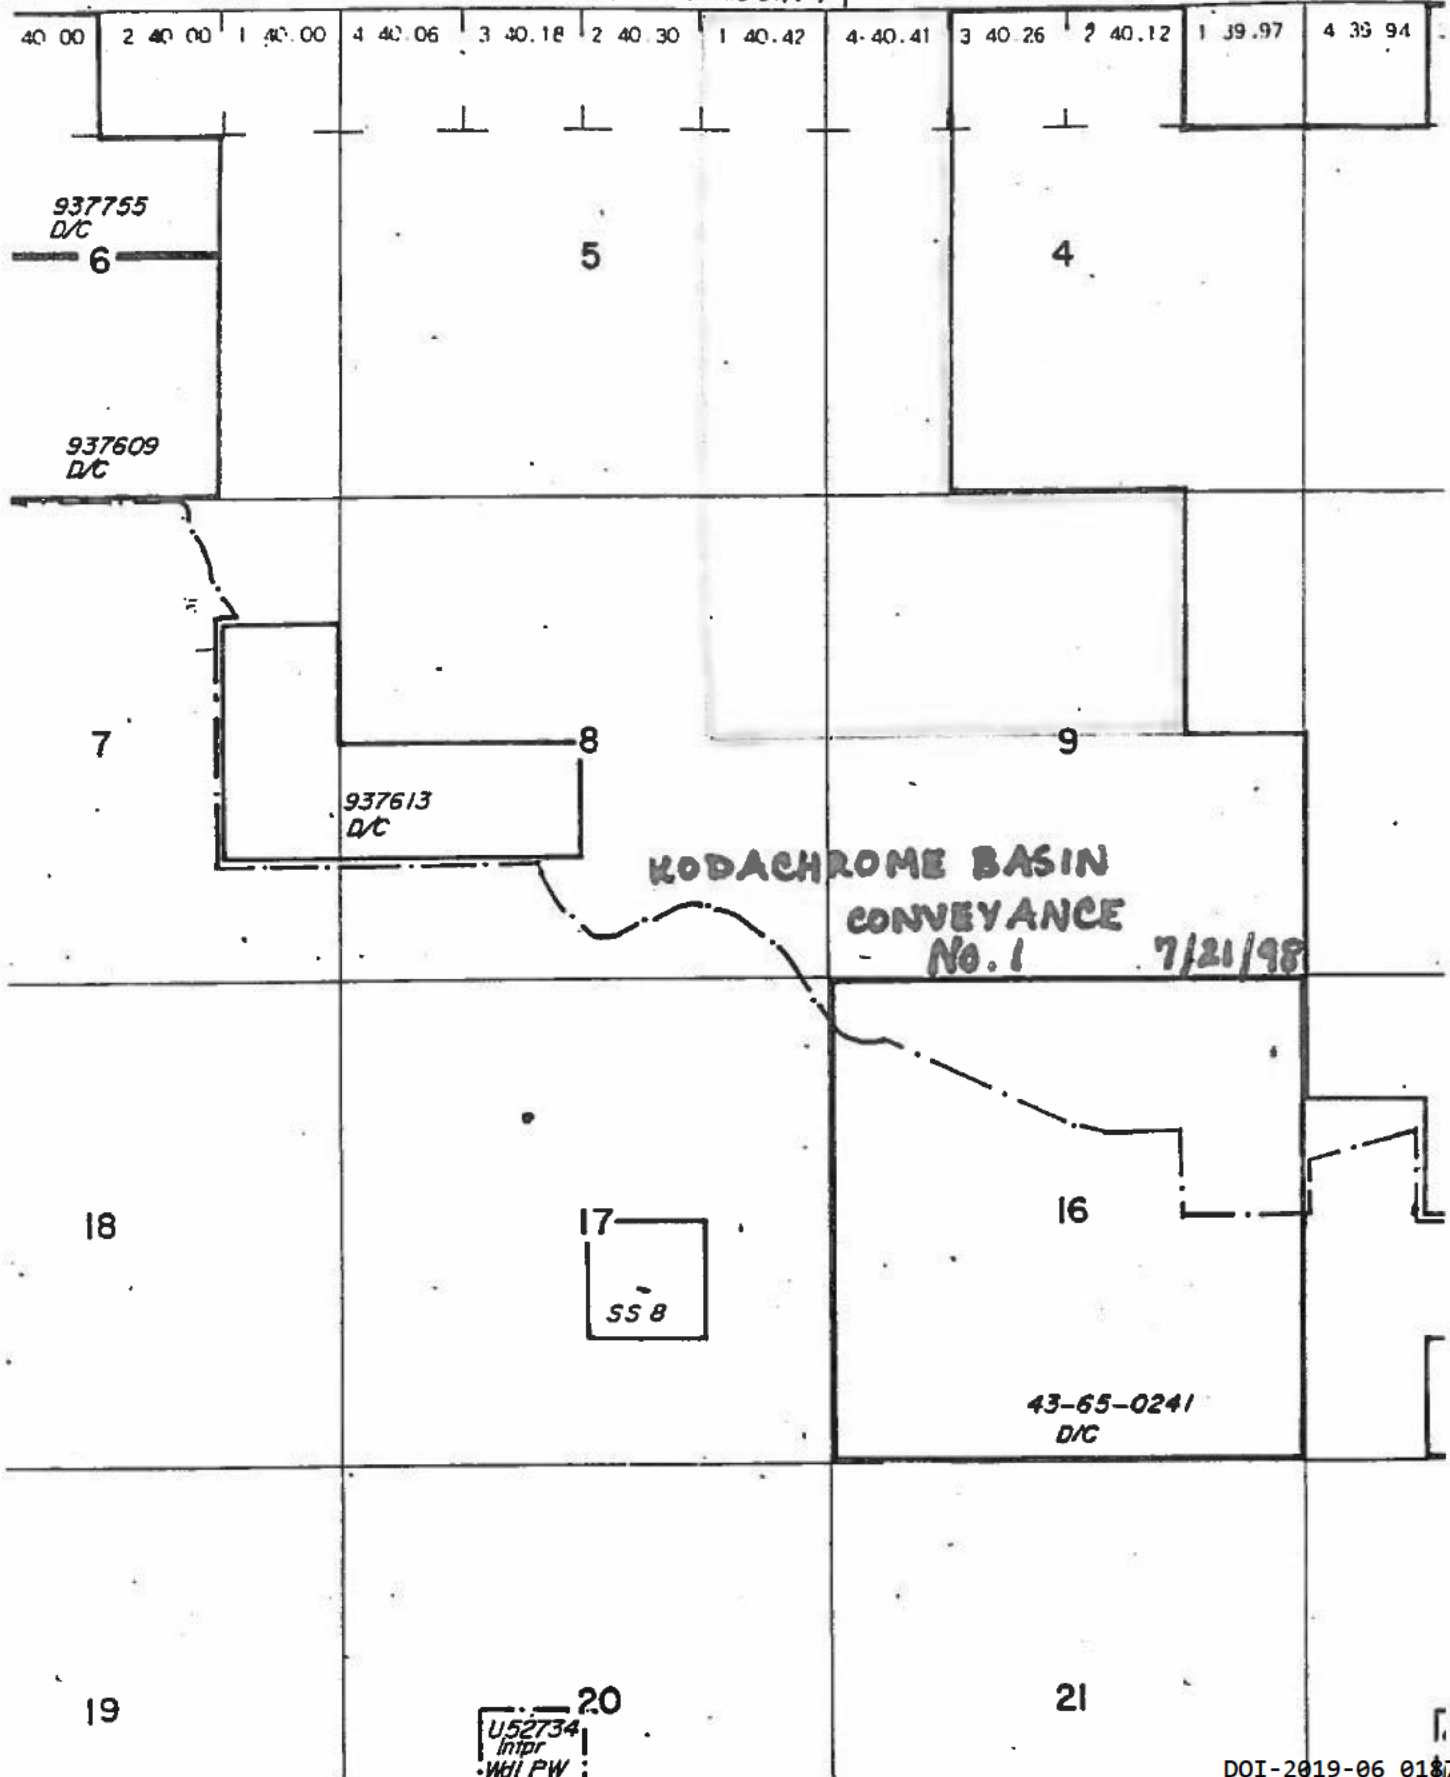 40 00 2 40 00 1 40.00 4 40.06 3 40.18 2 40.30 1 40.42 4 40.41 3 40.26 2 40.12 1 39.97 4 39 94
937755
D/C
6 5 4
937609
D/C
7 8 9
937613
D/C
KODACHROME BASIN
CONVEYANCE
No. 1 7/21/98
18 17 16
SS 8
43-65-0241
D/C
19 20 21
U52734
Intpr
Wdl PW
DOI-2019-06